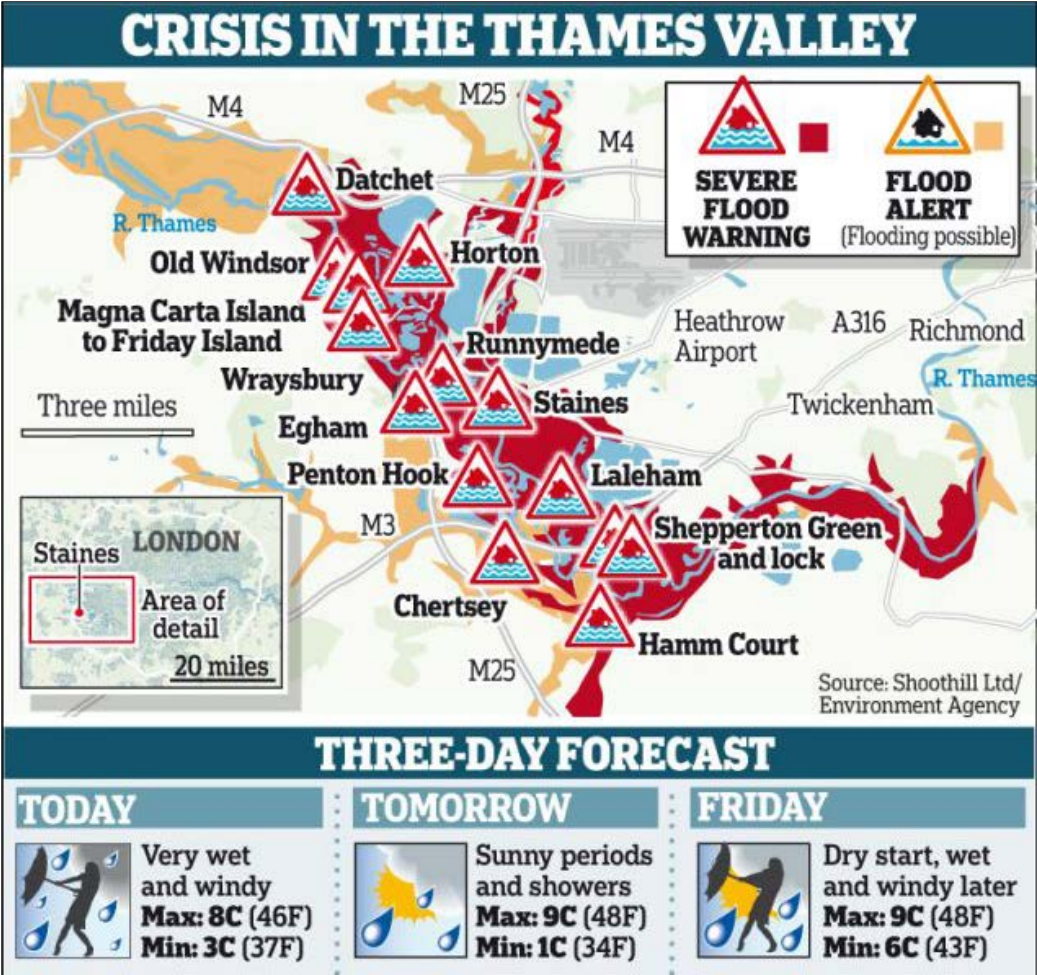 CRISIS IN THE THAMES VALLEY
M4
M25
M4
SEVERE
FLOOD
WARNING
FLOOD
ALERT
(Flooding possible)
Datchet
R. Thames
Old Windsor
Horton
Magna Carta Island
to Friday Island
Runnymede
Heathrow
Airport
A316
Richmond
Wraysbury
R. Thames
Three miles
Staines
Twickenham
Egham
Penton Hook
Laleham
M3
Shepperton Green
and lock
Staines
LONDON
Area of
detail
20 miles
Chertsey
Hamm Court
M25
Source: Shoothill Ltd/
Environment Agency
THREE-DAY FORECAST
TODAY
Very wet
and windy
Max: 8C (46F)
Min: 3C (37F)
TOMORROW
Sunny periods
and showers
Max: 9C (48F)
Min: 1C (34F)
FRIDAY
Dry start, wet
and windy later
Max: 9C (48F)
Min: 6C (43F)